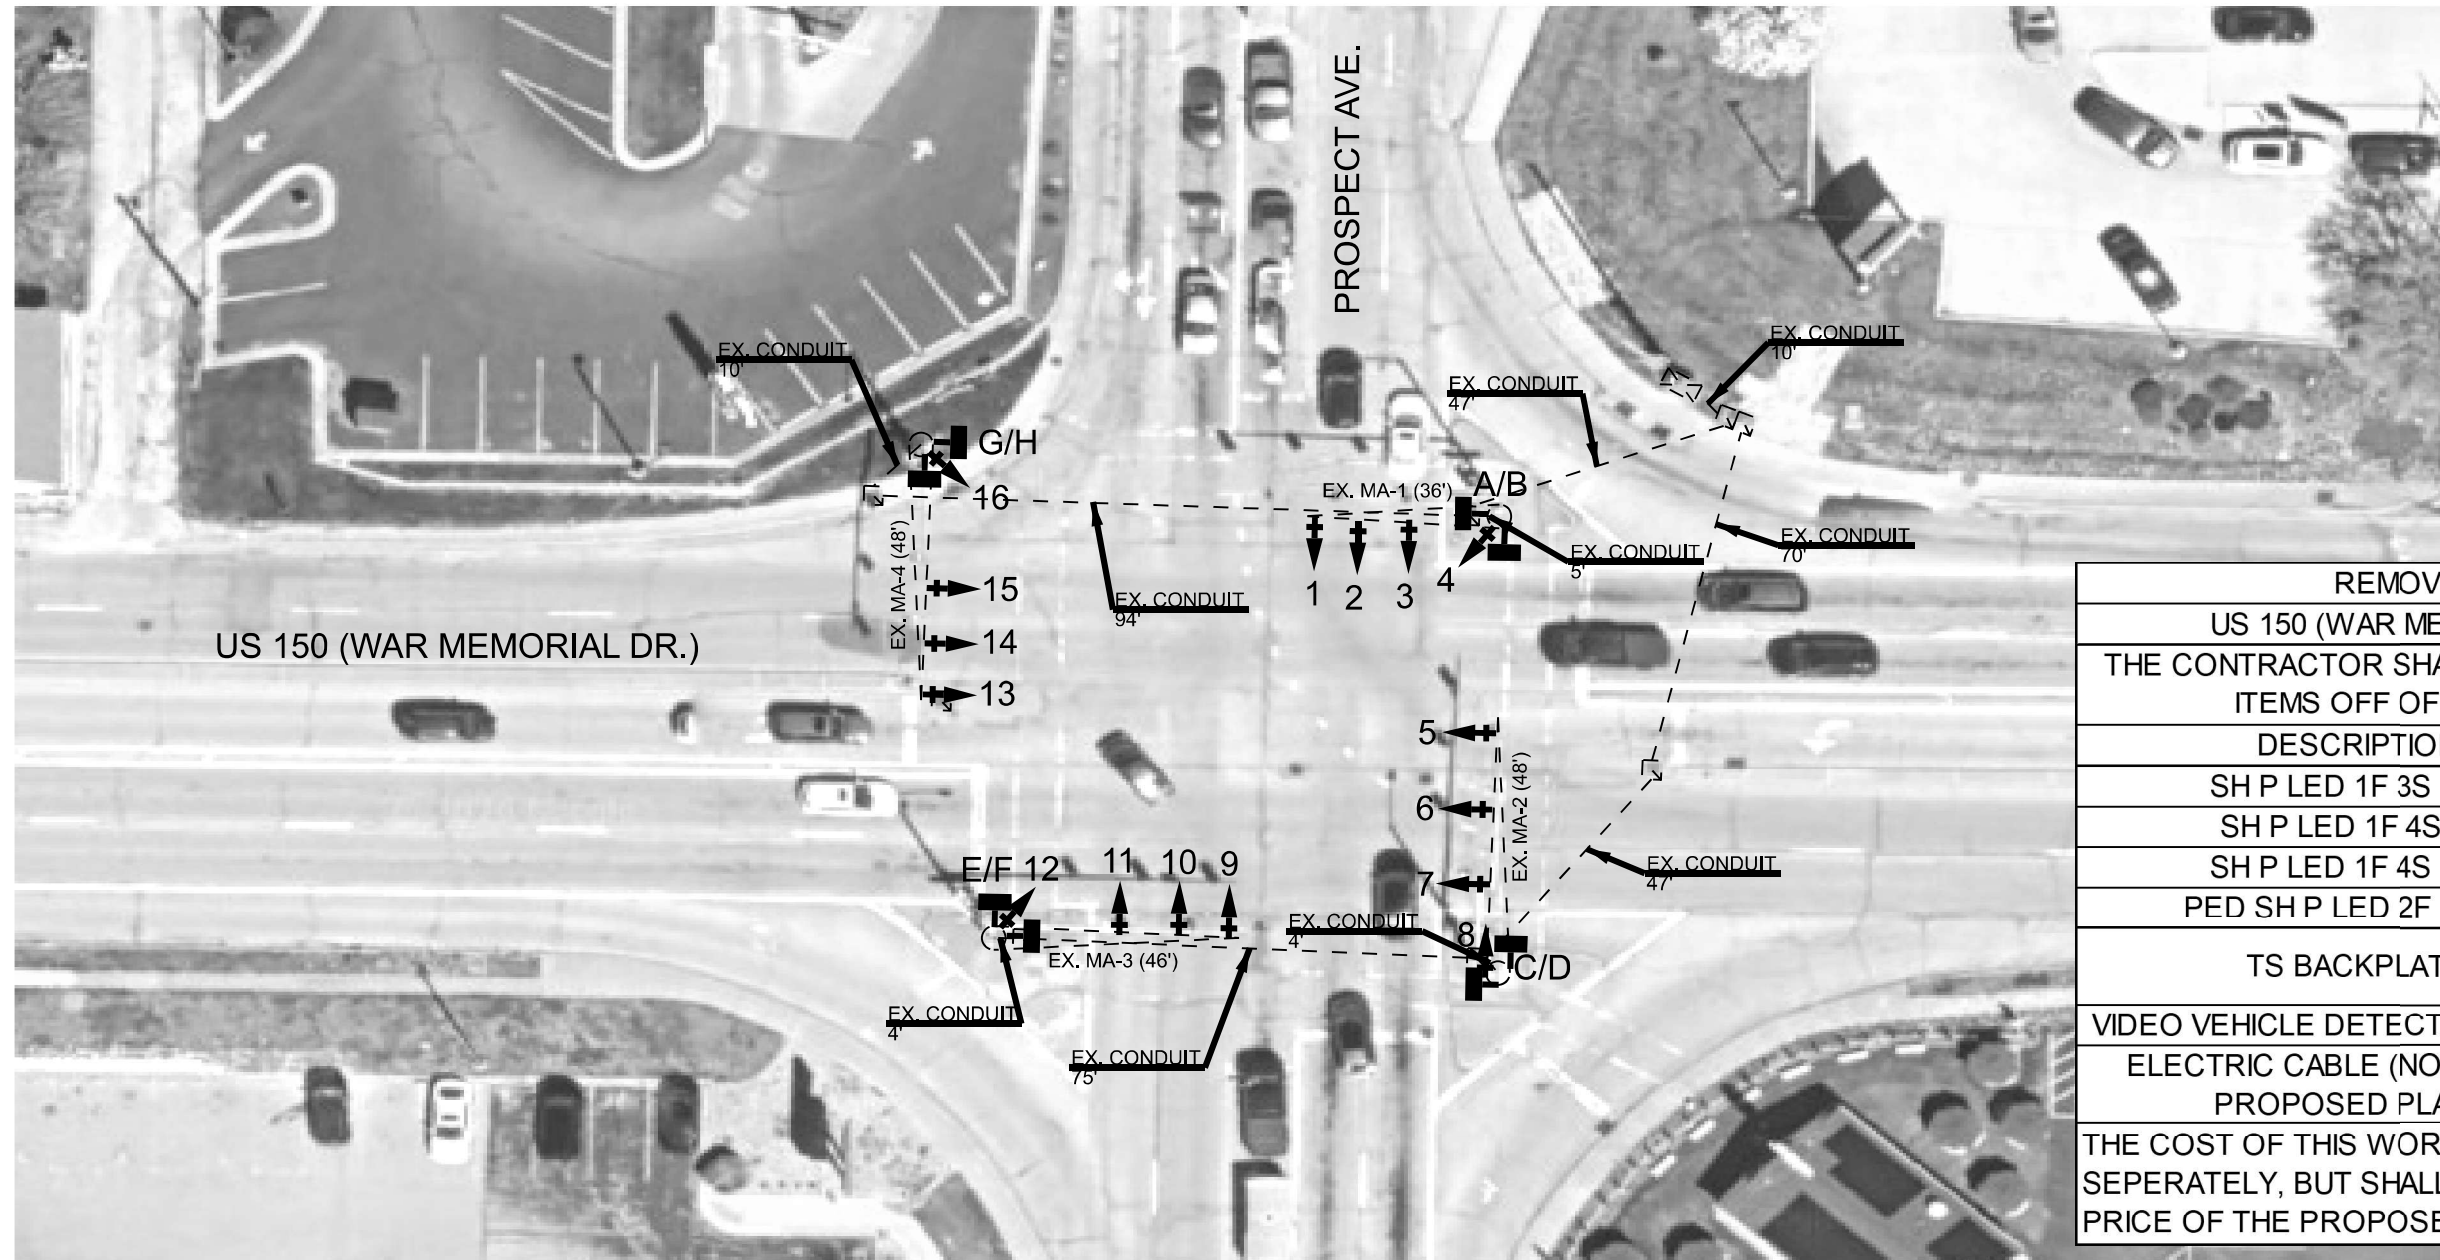 PROSPECT AVE.
EX. CONDUIT
10'
EX. CONDUIT
10'
EX. CONDUIT
47'
G/H
16
EX. MA-1 (36')
A/B
EX. MA-4 (48')
EX. CONDUIT
94'
1
2
3
4
EX. CONDUIT
5'
EX. CONDUIT
70'
15
14
13
US 150 (WAR MEMORIAL DR.)
5
6
7
8
EX. MA-2 (48')
EX. CONDUIT
47'
E/F
12
11
10
9
EX. CONDUIT
4'
C/D
EX. MA-3 (46')
EX. CONDUIT
4'
EX. CONDUIT
75'
REMOV
US 150 (WAR ME
THE CONTRACTOR SHA
ITEMS OFF OF
DESCRIPTIO
SH P LED 1F 3S
SH P LED 1F 4S
SH P LED 1F 4S
PED SH P LED 2F
TS BACKPLAT
VIDEO VEHICLE DETECT
ELECTRIC CABLE (NO
PROPOSED PLA
THE COST OF THIS WOR
SEPERATELY, BUT SHALL
PRICE OF THE PROPOSE